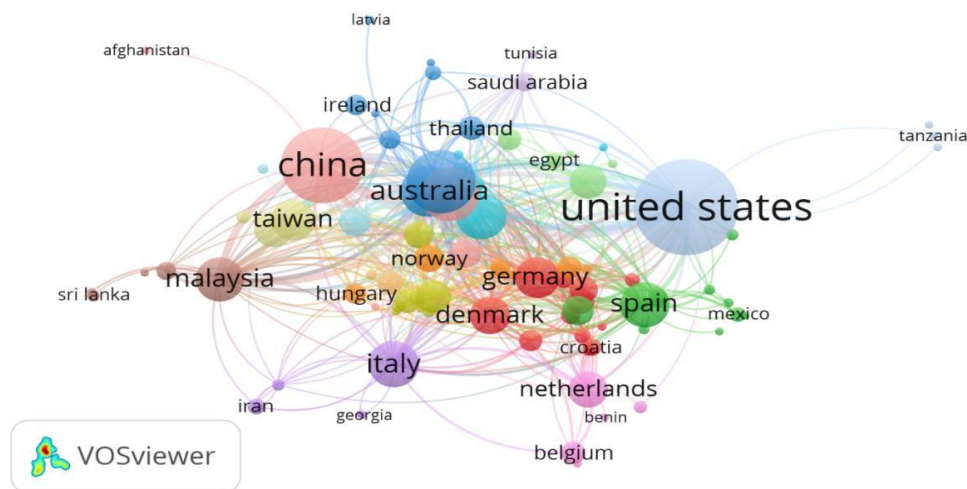 latvia
afghanistan
tunisia
saudi arabia
ireland
thailand
tanzania
china
egypt
australia
united states
taiwan
norway
malaysia
germany
sri lanka
hungary
spain
denmark
mexico
croatia
italy
netherlands
iran
georgia
benin
belgium
VOSviewer